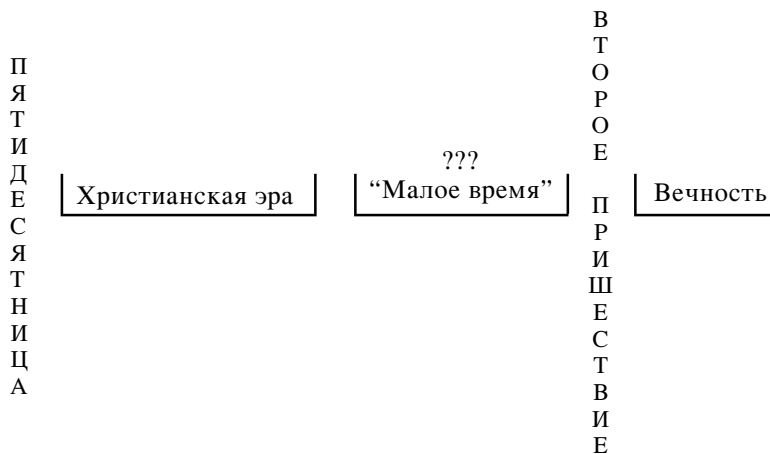 ПЯТИДЕСЯТНИЦА
Христианская эра
???
“Малое время”
ВТОРОЕ ПРИШЕСТВИЕ
Вечность